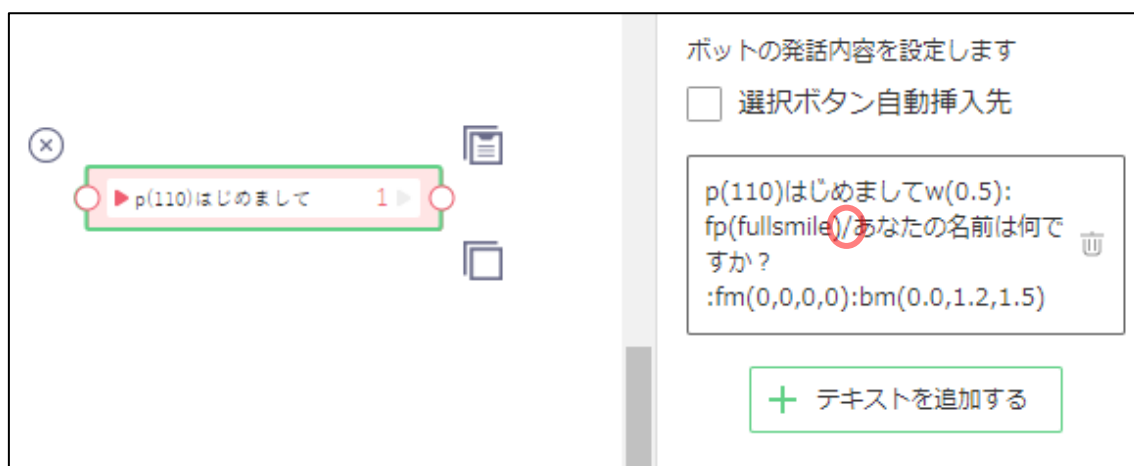 ボットの発話内容を設定します
選択ボタン自動挿入先
p(110)はじめまして 1
p(110)はじめましてw(0.5):
fp(fullsmile)/あなたの名前は何で
すか？
:fm(0,0,0,0):bm(0.0,1.2,1.5)
テキストを追加する